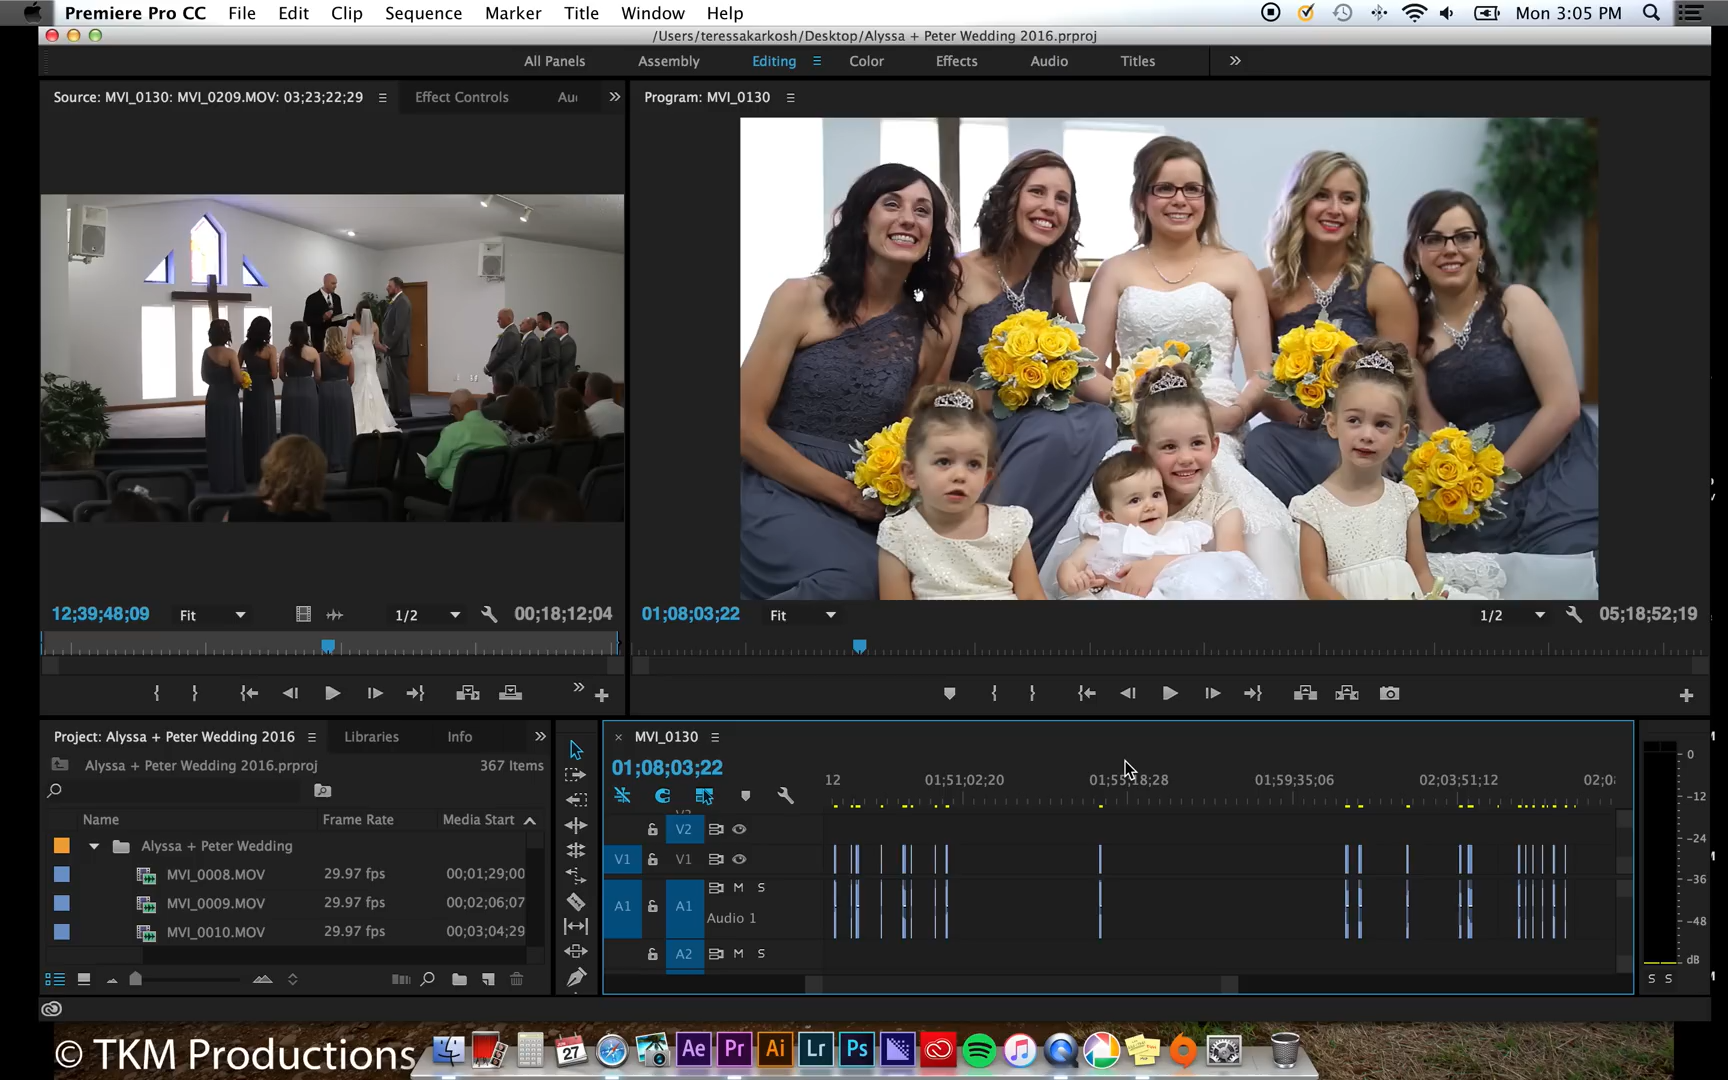 Premiere Pro CC File Edit Clip Sequence Marker Title Window Help Mon 3:05 PM
/Users/teressakarkosh/Desktop/Alyssa + Peter Wedding 2016.prproj
All Panels Assembly Editing Color Effects Audio Titles
Source: MVI_0130: MVI_0209.MOV: 03;23;22;29 Effect Controls Au
Program: MVI_0130
12;39;48;09 Fit 1/2 00;18;12;04
01;08;03;22 Fit 1/2 05;18;52;19
Project: Alyssa + Peter Wedding 2016 Libraries Info
Alyssa + Peter Wedding 2016.prproj 367 Items
Name Frame Rate Media Start
Alyssa + Peter Wedding
MVI_0008.MOV 29.97 fps 00;01;29;00
MVI_0009.MOV 29.97 fps 00;02;06;07
MVI_0010.MOV 29.97 fps 00;03;04;29
× MVI_0130
01;08;03;22
12 01;51;02;20 01;55;18;28 01;59;35;06 02;03;51;12 02;08
V2
V1 V1
A1 A1 M S
Audio 1
A2 M S
0
-12
-24
-36
-48
dB
S S
© TKM Productions
27 Ae Pr Ai Lr Ps